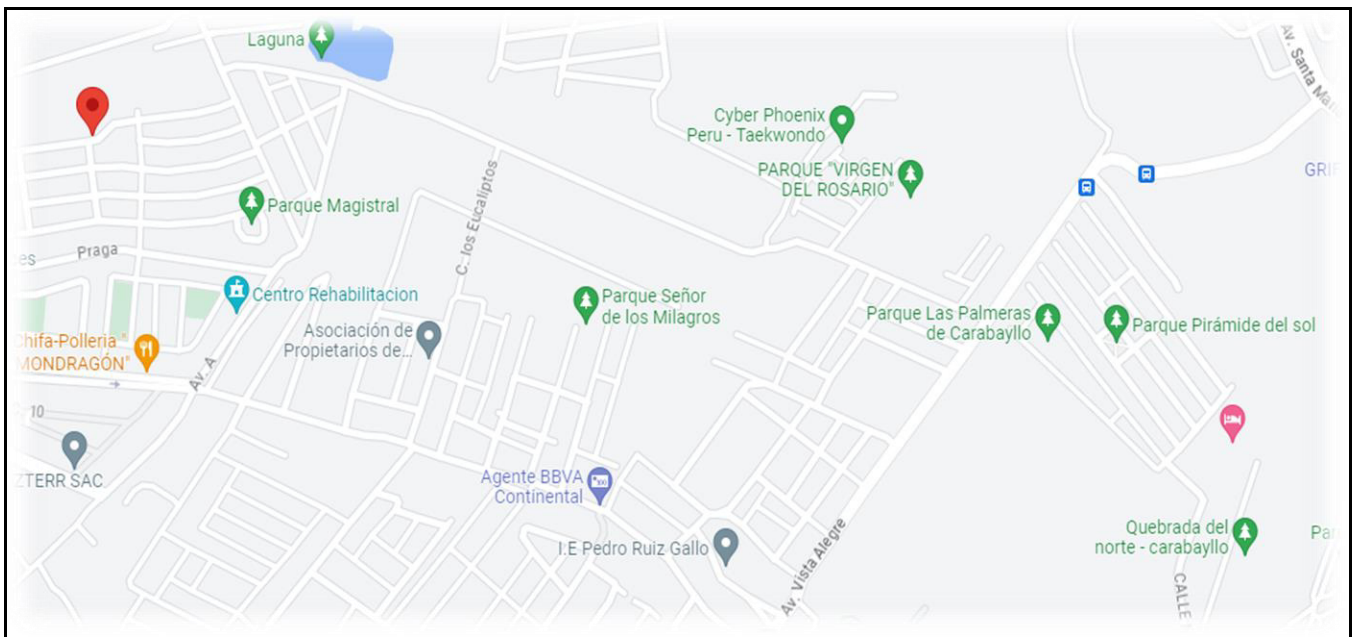 Laguna
Av. Santa Mar
Cyber Phoenix
Peru - Taekwondo
PARQUE "VIRGEN
DEL ROSARIO"
GRIF
Parque Magistral
C. los Eucaliptos
es
Praga
Centro Rehabilitacion
Parque Señor
de los Milagros
Asociación de
Propietarios de...
Parque Las Palmeras
de Carabayllo
Parque Pirámide del sol
Chifa-Polleria "
MONDRAGÓN"
Av. A
10
ZTERR SAC.
Agente BBVA
Continental
I.E Pedro Ruiz Gallo
Av. Vista Alegre
Quebrada del
norte - carabayllo
Par
CALLE